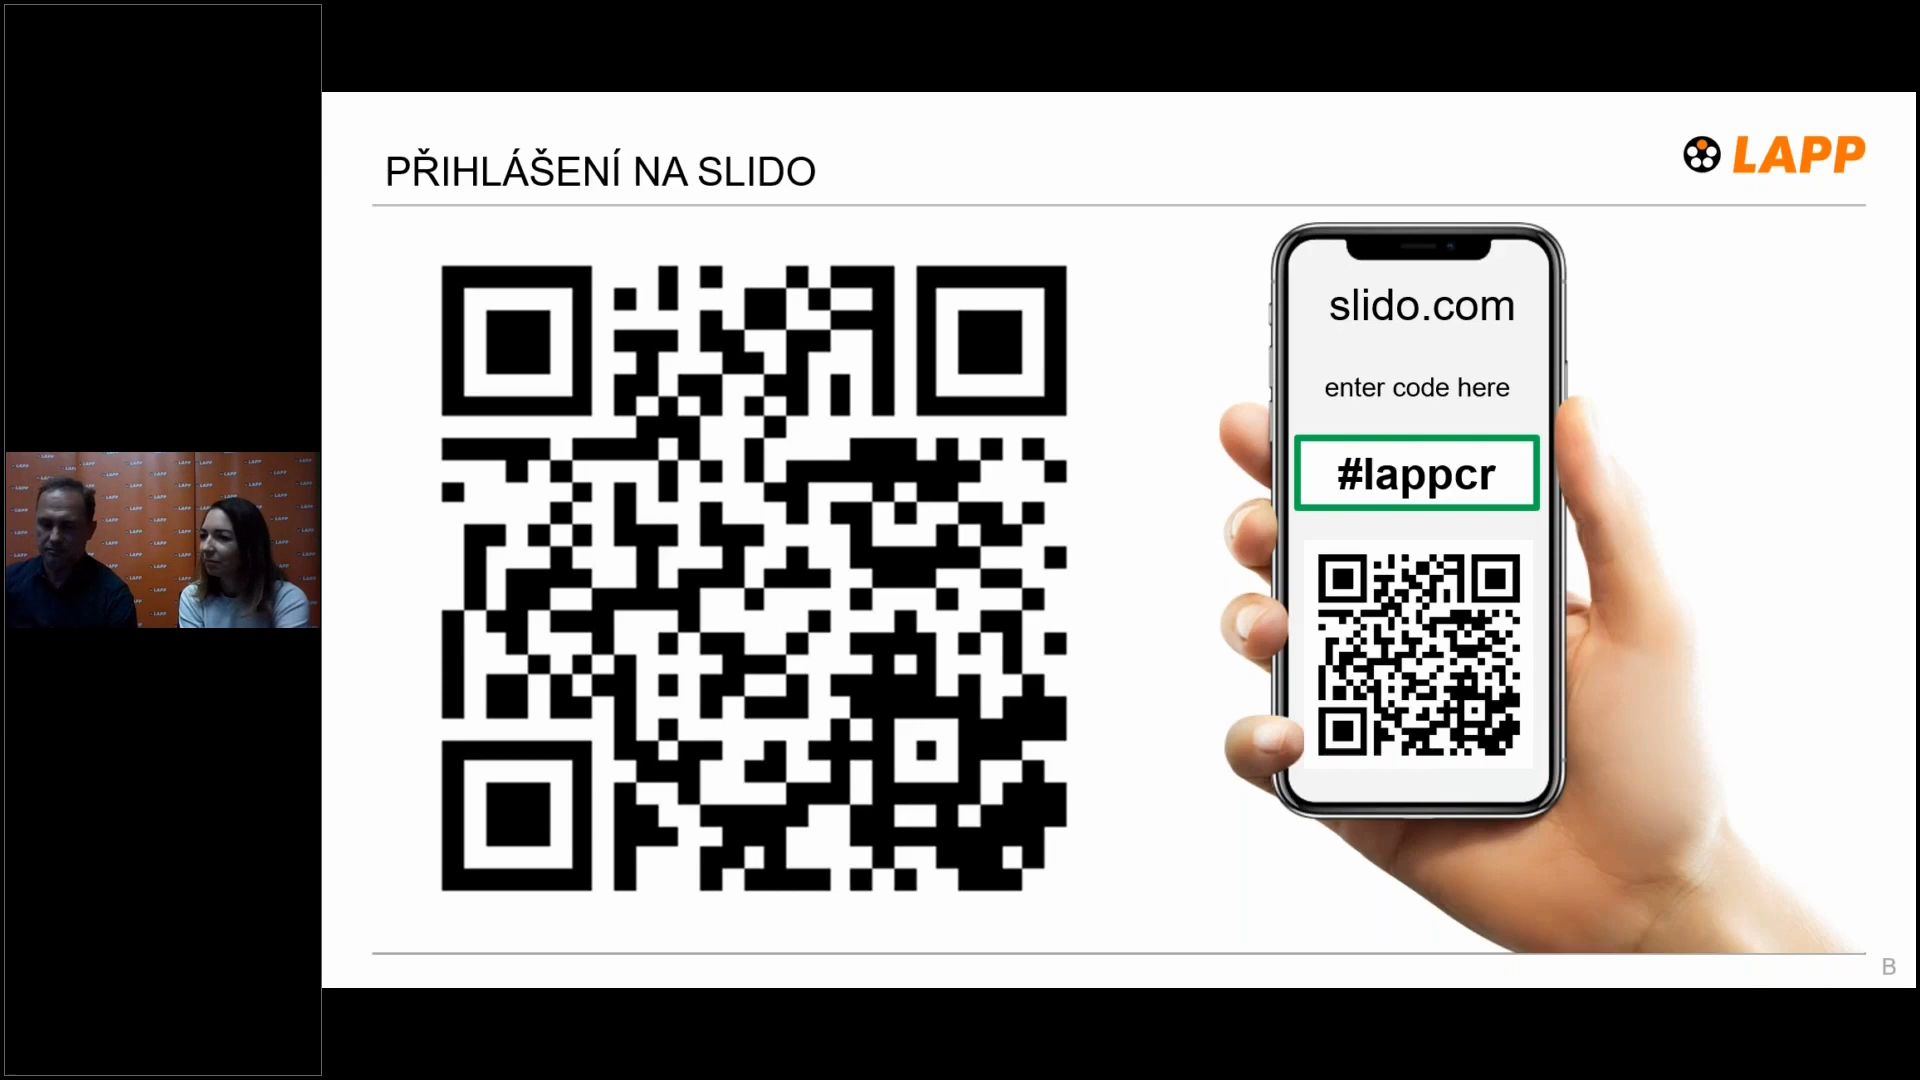 PŘIHLÁŠENÍ NA SLIDO
LAPP
slido.com
enter code here
#lappcr
B